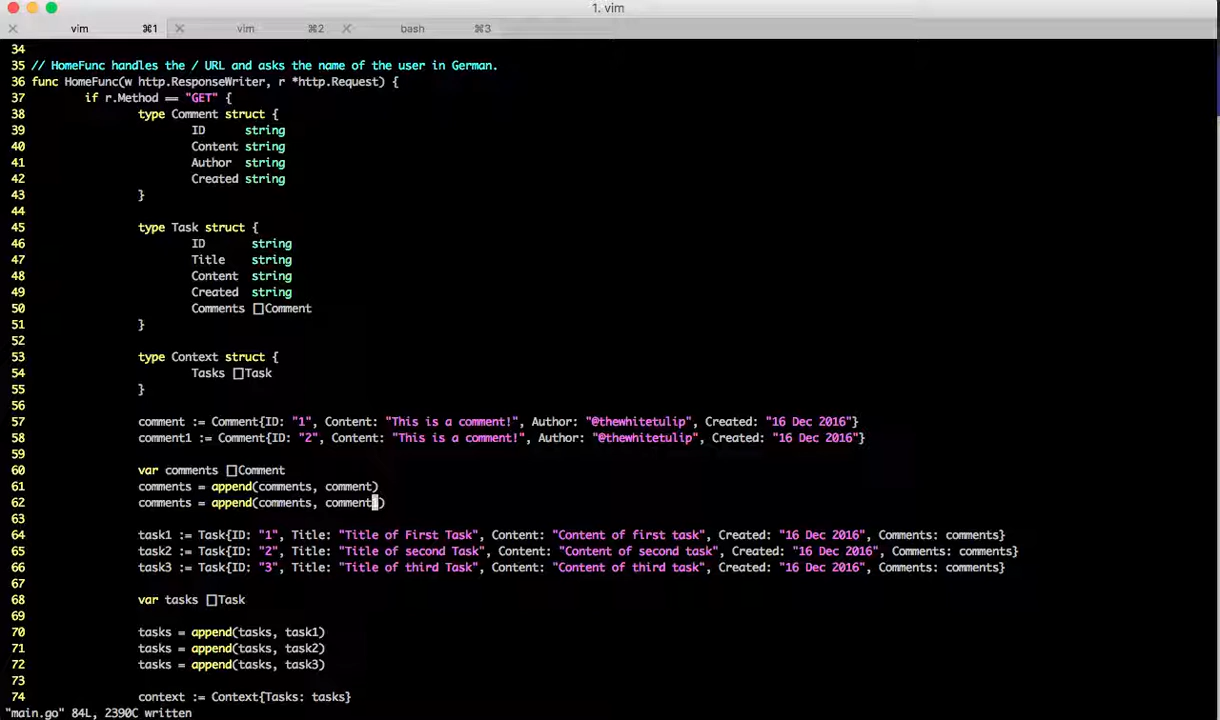 1. vim
vim ⌘1 vim ⌘2 bash ⌘3
34
35 // HomeFunc handles the / URL and asks the name of the user in German.
36 func HomeFunc(w http.ResponseWriter, r *http.Request) {
37 if r.Method == "GET" {
38 type Comment struct {
39 ID string
40 Content string
41 Author string
42 Created string
43 }
44
45 type Task struct {
46 ID string
47 Title string
48 Content string
49 Created string
50 Comments []Comment
51 }
52
53 type Context struct {
54 Tasks []Task
55 }
56
57 comment := Comment{ID: "1", Content: "This is a comment!", Author: "@thewhitetulip", Created: "16 Dec 2016"}
58 comment1 := Comment{ID: "2", Content: "This is a comment!", Author: "@thewhitetulip", Created: "16 Dec 2016"}
59
60 var comments []Comment
61 comments = append(comments, comment)
62 comments = append(comments, comment1)
63
64 task1 := Task{ID: "1", Title: "Title of First Task", Content: "Content of first task", Created: "16 Dec 2016", Comments: comments}
65 task2 := Task{ID: "2", Title: "Title of second Task", Content: "Content of second task", Created: "16 Dec 2016", Comments: comments}
66 task3 := Task{ID: "3", Title: "Title of third Task", Content: "Content of third task", Created: "16 Dec 2016", Comments: comments}
67
68 var tasks []Task
69
70 tasks = append(tasks, task1)
71 tasks = append(tasks, task2)
72 tasks = append(tasks, task3)
73
74 context := Context{Tasks: tasks}
"main.go" 84L, 2390C written